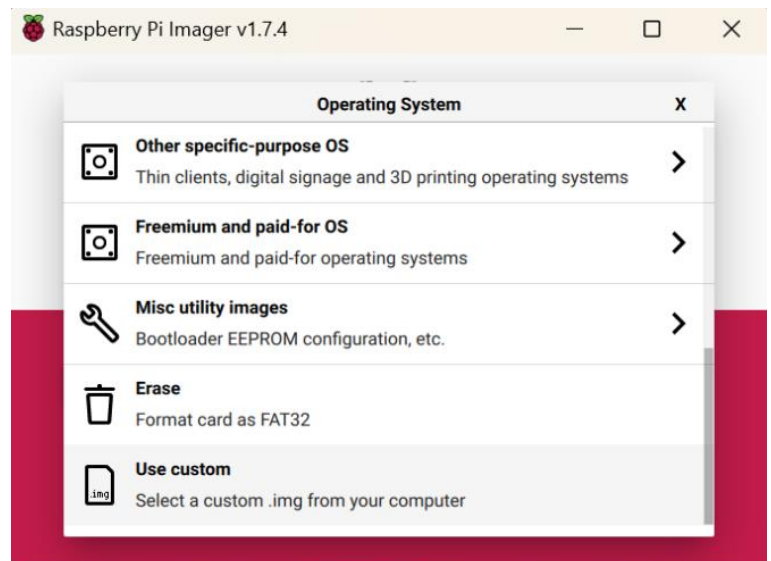 Raspberry Pi Imager v1.7.4
Operating System
X
Other specific-purpose OS
Thin clients, digital signage and 3D printing operating systems
Freemium and paid-for OS
Freemium and paid-for operating systems
Misc utility images
Bootloader EEPROM configuration, etc.
Erase
Format card as FAT32
Use custom
.img
Select a custom .img from your computer